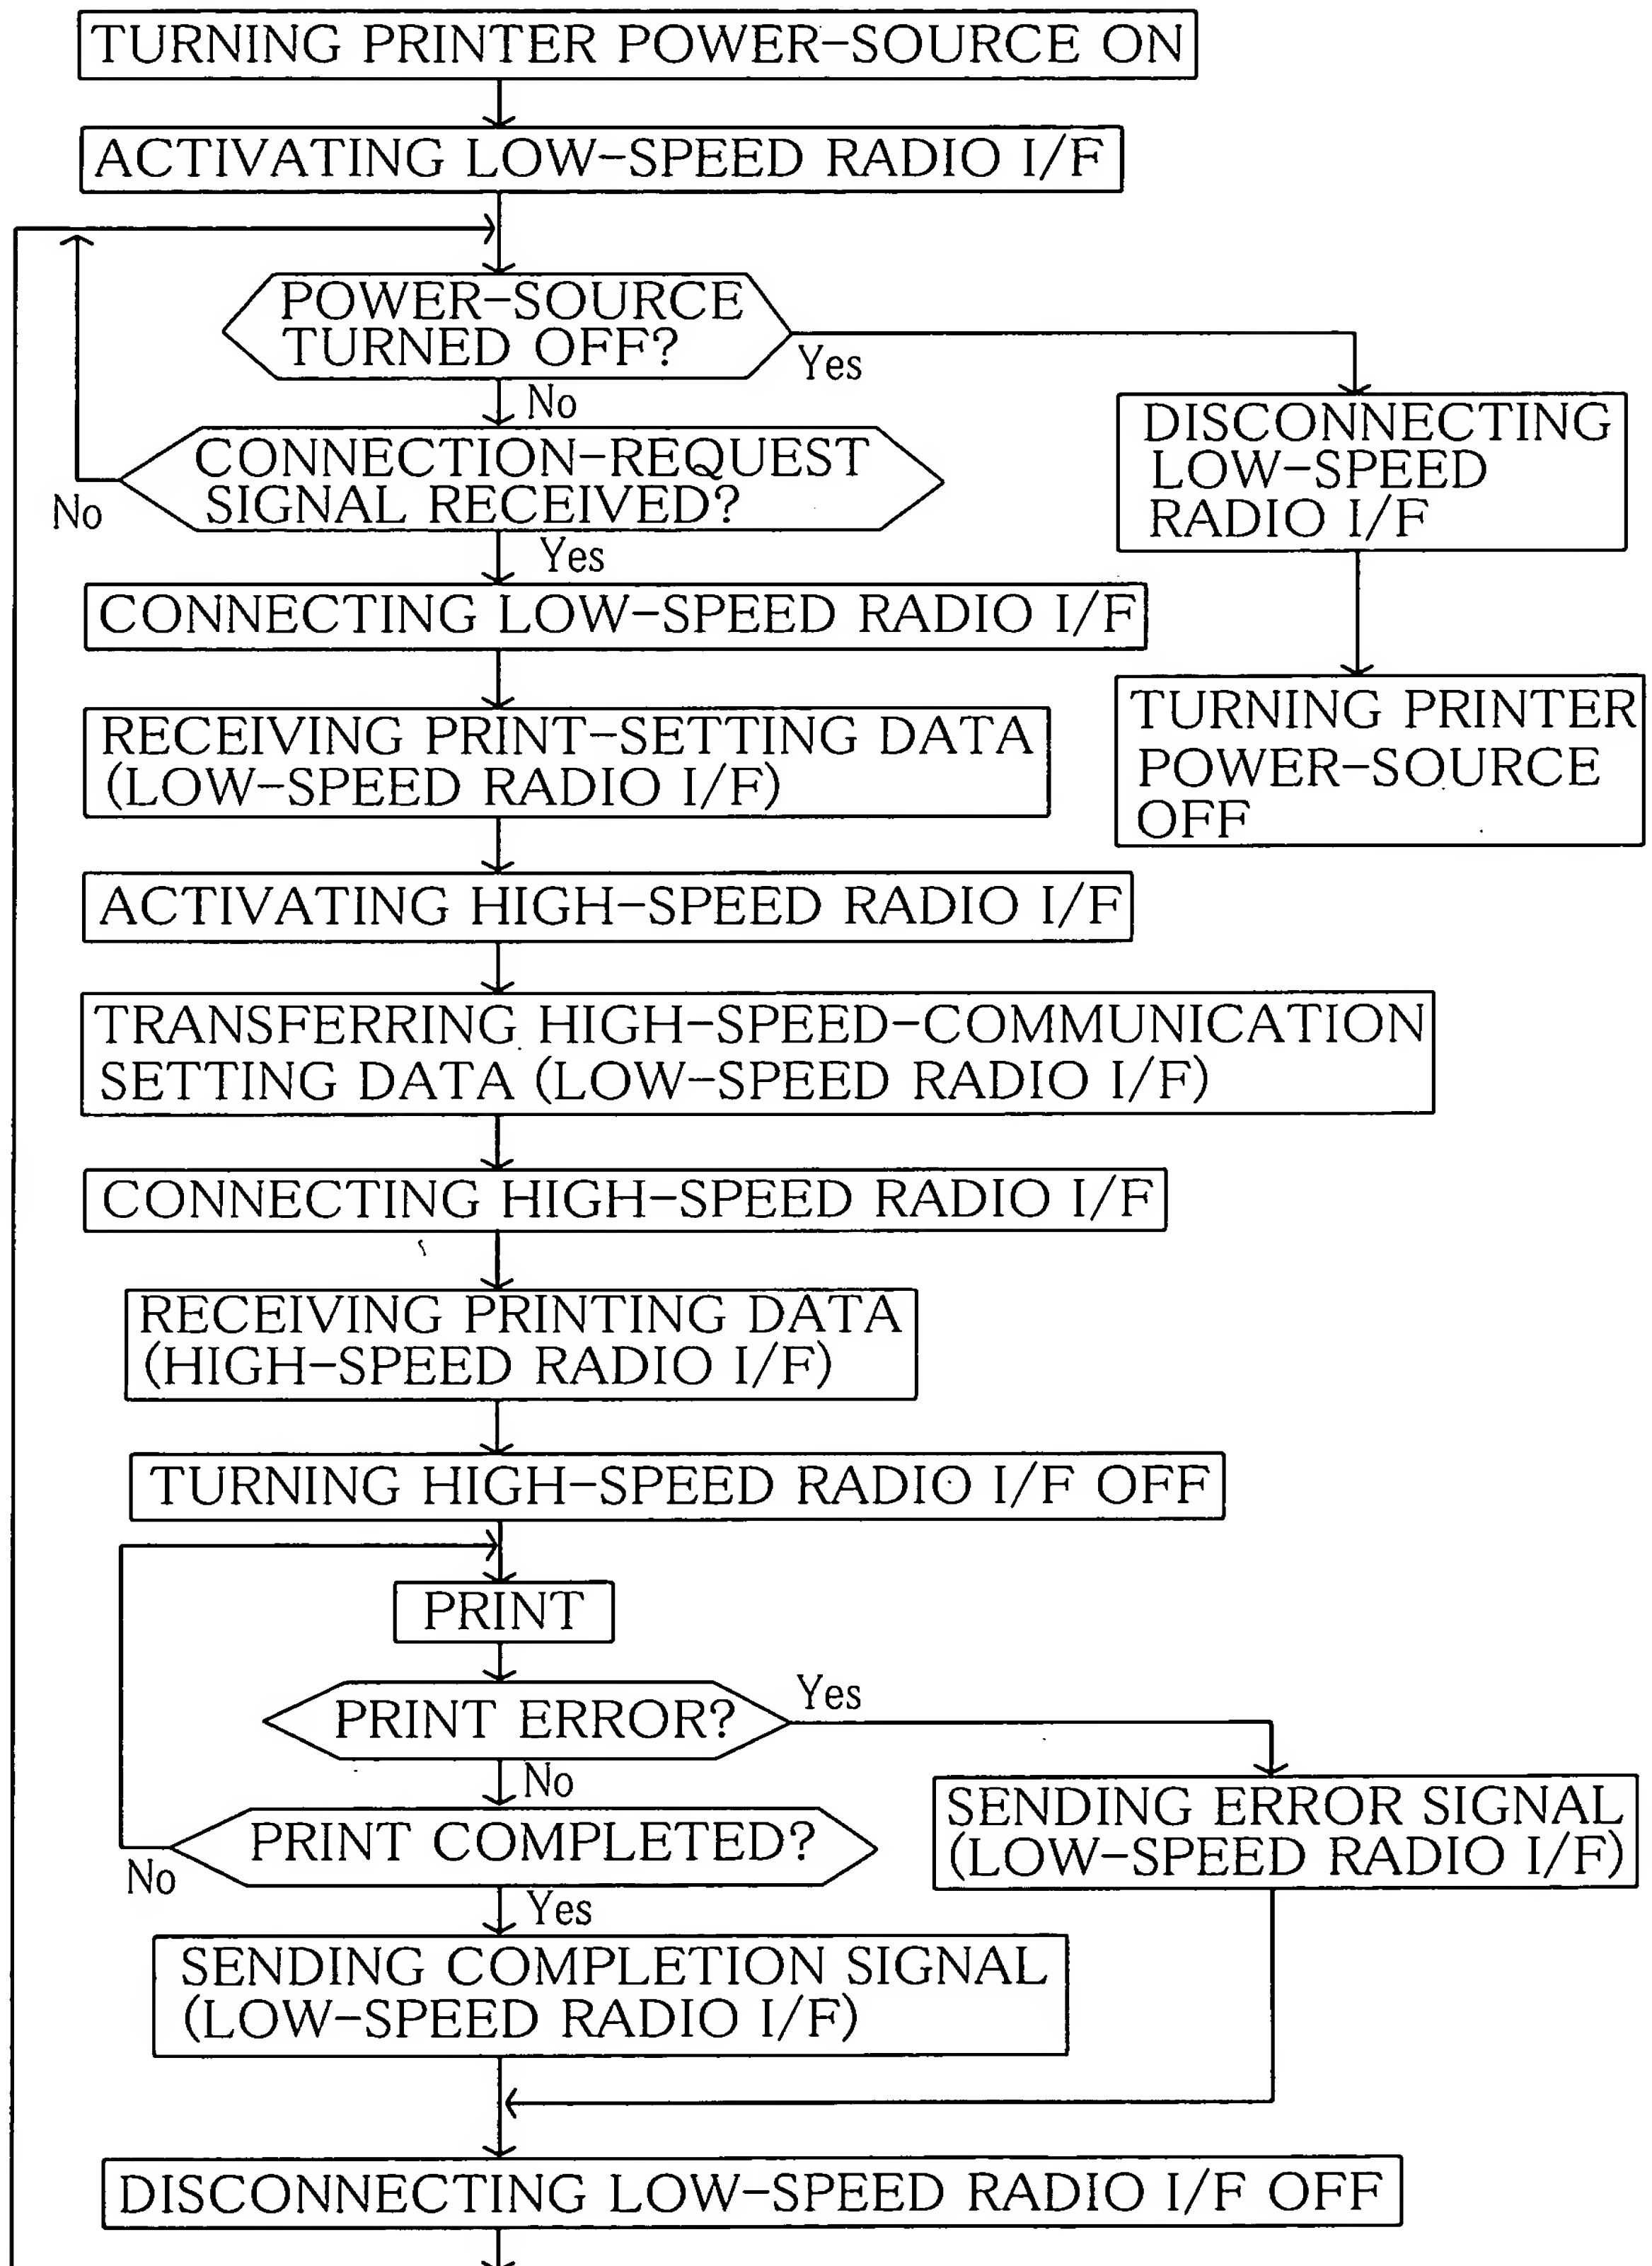 TURNING PRINTER POWER-SOURCE ON
ACTIVATING LOW-SPEED RADIO I/F
POWER-SOURCE
TURNED OFF?
Yes
No
CONNECTION-REQUEST
SIGNAL RECEIVED?
No
Yes
DISCONNECTING
LOW-SPEED
RADIO I/F
CONNECTING LOW-SPEED RADIO I/F
TURNING PRINTER
POWER-SOURCE
OFF
RECEIVING PRINT-SETTING DATA
(LOW-SPEED RADIO I/F)
ACTIVATING HIGH-SPEED RADIO I/F
TRANSFERRING HIGH-SPEED-COMMUNICATION
SETTING DATA (LOW-SPEED RADIO I/F)
CONNECTING HIGH-SPEED RADIO I/F
RECEIVING PRINTING DATA
(HIGH-SPEED RADIO I/F)
TURNING HIGH-SPEED RADIO I/F OFF
PRINT
PRINT ERROR?
Yes
No
PRINT COMPLETED?
No
Yes
SENDING ERROR SIGNAL
(LOW-SPEED RADIO I/F)
SENDING COMPLETION SIGNAL
(LOW-SPEED RADIO I/F)
DISCONNECTING LOW-SPEED RADIO I/F OFF